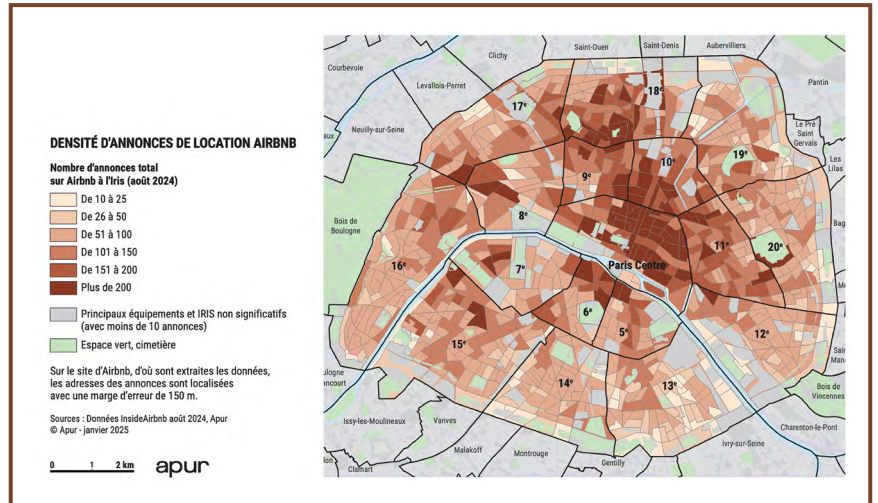 DENSITÉ D'ANNONCES DE LOCATION AIRBNB
Nombre d'annonces total
sur Airbnb à l'Iris (août 2024)
De 10 à 25
De 26 à 50
De 51 à 100
De 101 à 150
De 151 à 200
Plus de 200
Principaux équipements et IRIS non significatifs
(avec moins de 10 annonces)
Espace vert, cimetière
Sur le site d'Airbnb, d'où sont extraites les données,
les adresses des annonces sont localisées
avec une marge d'erreur de 150 m.
Sources : Données InsideAirbnb août 2024, Apur
© Apur - janvier 2025
0 1 2 km
apur
Saint-Ouen
Saint-Denis
Aubervilliers
Clichy
Courbevoie
Levallois-Perret
Pantin
Neuilly-sur-Seine
Le Pré
Saint
Gervais
Les
Lilas
Bois de
Boulogne
17e
18e
19e
10e
9e
8e
16e
7e
Paris Centre
11e
20e
6e
5e
12e
15e
14e
13e
Bois de
Vincennes
Issy-les-Moulineaux
Vanves
Malakoff
Montrouge
Gentilly
Ivry-sur-Seine
Charenton-le-Pont
Clamart